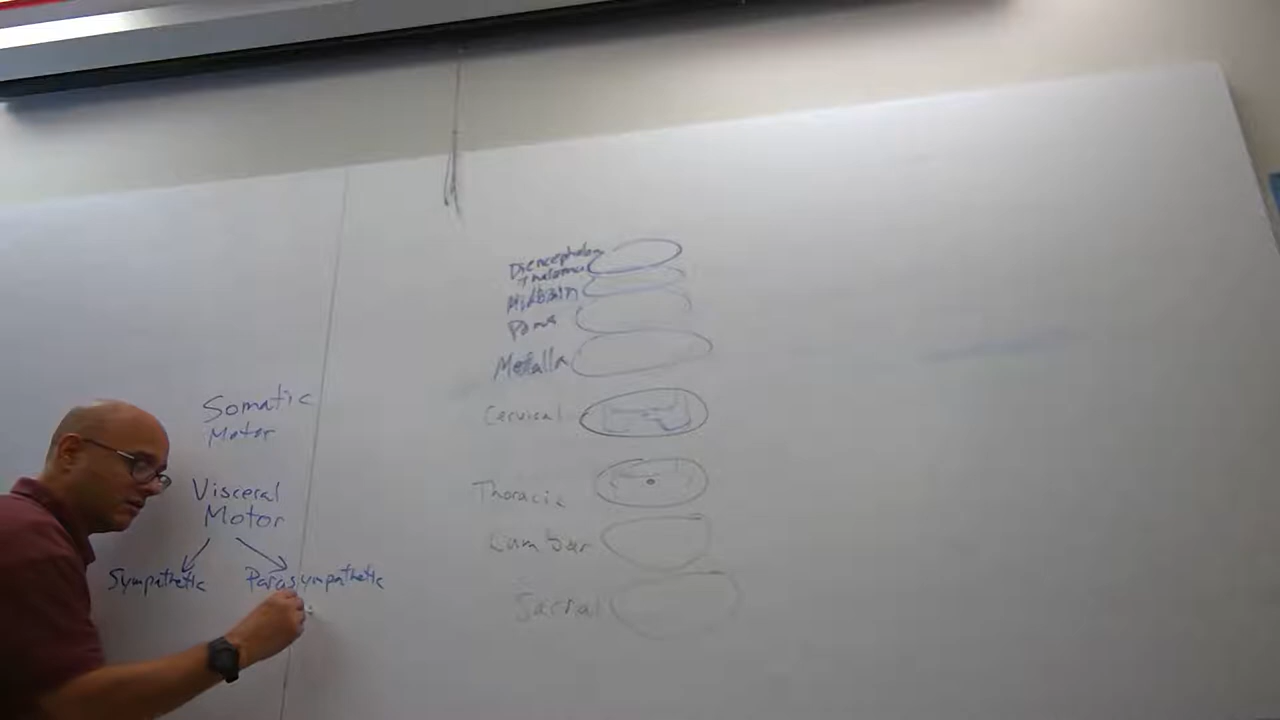 Somatic
Motor
Visceral
Motor
Sympathetic
Parasympathetic
Diencephalon
Thalamus
Midbrain
Pons
Medulla
Cervical
Thoracic
Lumbar
Sacral